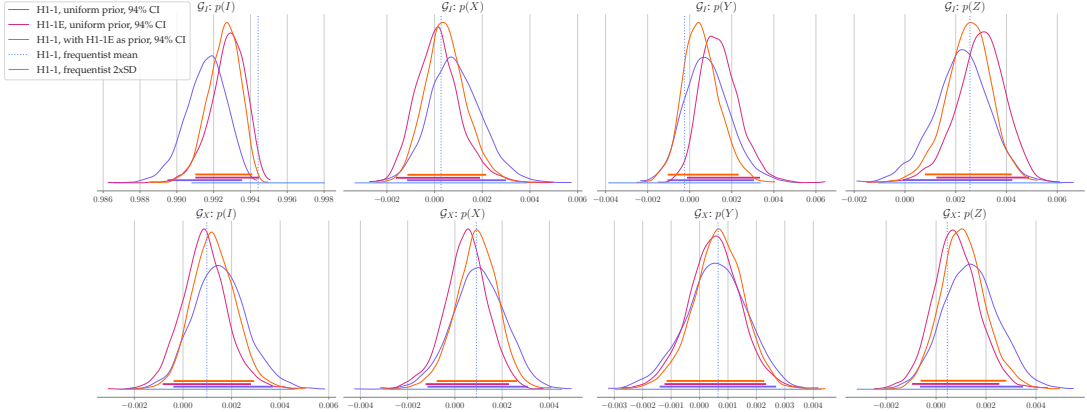 H1-1, uniform prior, 94% CI
H1-1E, uniform prior, 94% CI
H1-1, with H1-1E as prior, 94% CI
H1-1, frequentist mean
H1-1, frequentist 2xSD
𝒢I: p(I)
𝒢I: p(X)
𝒢I: p(Y)
𝒢I: p(Z)
0.986 0.988 0.990 0.992 0.994 0.996 0.998
−0.002 0.000 0.002 0.004 0.006
−0.004 −0.002 0.000 0.002 0.004 0.006
−0.002 0.000 0.002 0.004 0.006
𝒢X: p(I)
𝒢X: p(X)
𝒢X: p(Y)
𝒢X: p(Z)
−0.002 0.000 0.002 0.004
−0.002 0.000 0.002 0.004
−0.003 −0.002 −0.001 0.000 0.001 0.002 0.003 0.004
−0.002 0.000 0.002 0.004